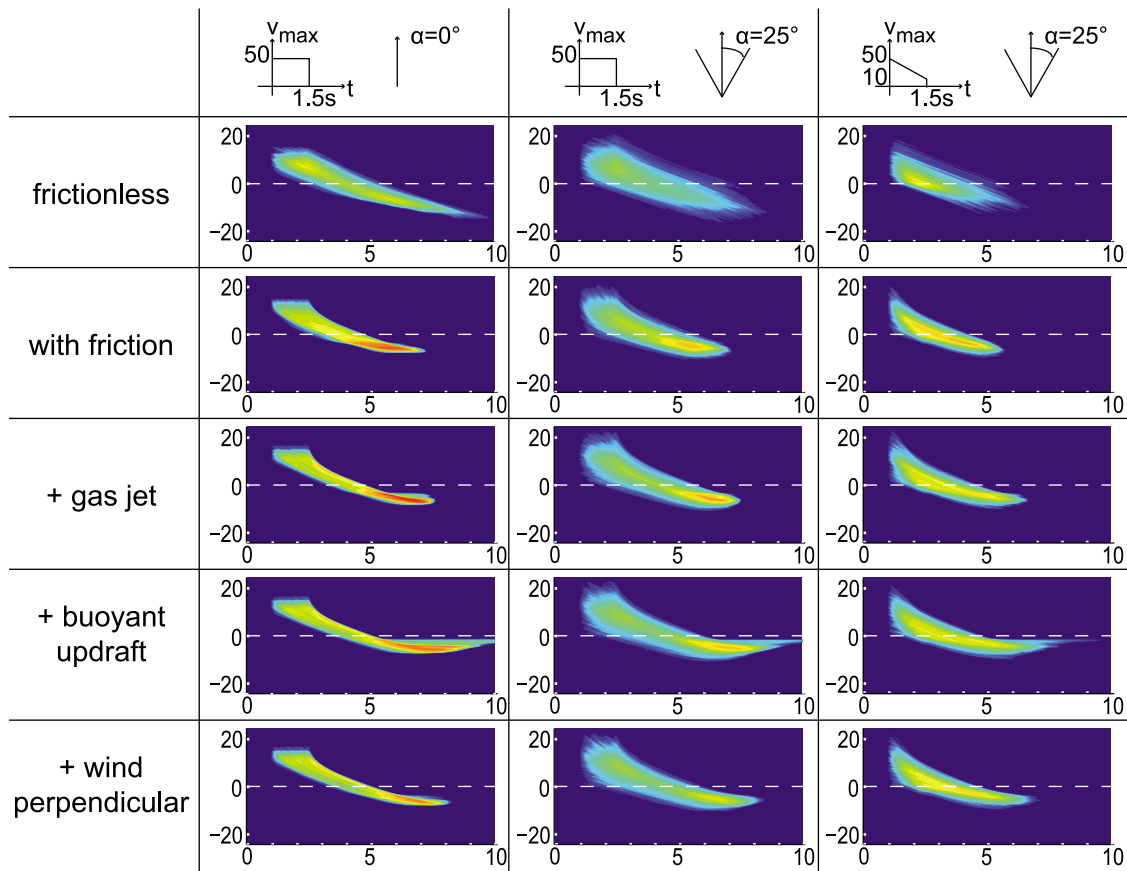 vmax α=0° vmax α=25° vmax α=25°
50 50 50
10
1.5s t 1.5s t 1.5s t
frictionless
20 20 20
0 0 0
−20 −20 −20
0 5 10 0 5 10 0 5 10
with friction
20 20 20
0 0 0
−20 −20 −20
0 5 10 0 5 10 0 5 10
+ gas jet
20 20 20
0 0 0
−20 −20 −20
0 5 10 0 5 10 0 5 10
+ buoyant
updraft
20 20 20
0 0 0
−20 −20 −20
0 5 10 0 5 10 0 5 10
+ wind
perpendicular
20 20 20
0 0 0
−20 −20 −20
0 5 10 0 5 10 0 5 10